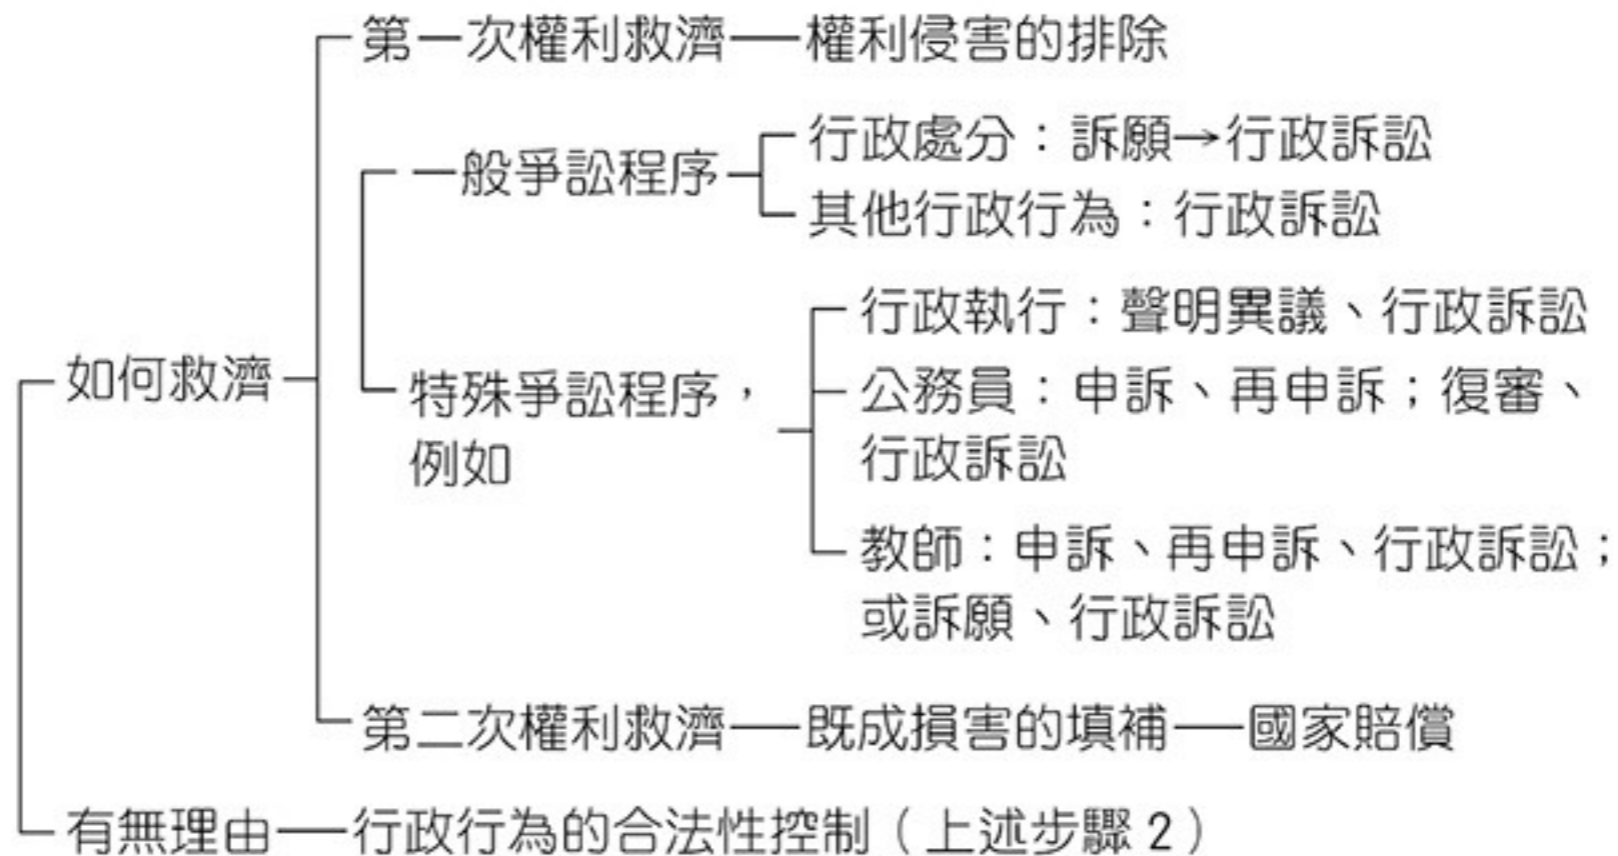 第一次權利救濟──權利侵害的排除
一般爭訟程序
行政處分：訴願→行政訴訟
其他行政行為：行政訴訟
如何救濟
特殊爭訟程序，
例如
行政執行：聲明異議、行政訴訟
公務員：申訴、再申訴；復審、
行政訴訟
教師：申訴、再申訴、行政訴訟；
或訴願、行政訴訟
第二次權利救濟──既成損害的填補──國家賠償
有無理由──行政行為的合法性控制（上述步驟2）